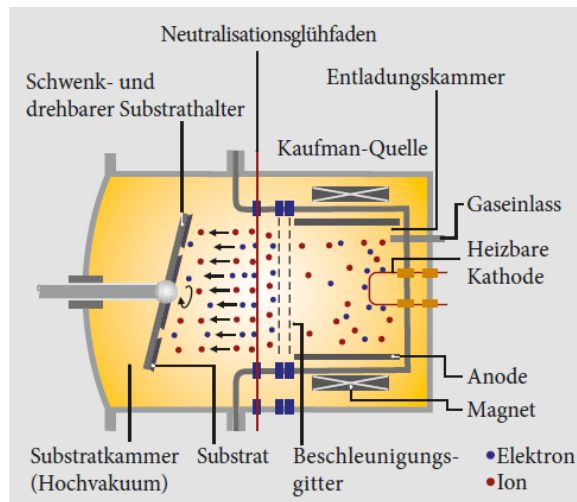 Neutralisationsglühfaden
Schwenk- und
drehbarer Substrathalter
Entladungskammer
Kaufman-Quelle
Gaseinlass
Heizbare
Kathode
Anode
Magnet
Substratkammer
(Hochvakuum)
Substrat
Beschleunigungs-
gitter
Elektron
Ion